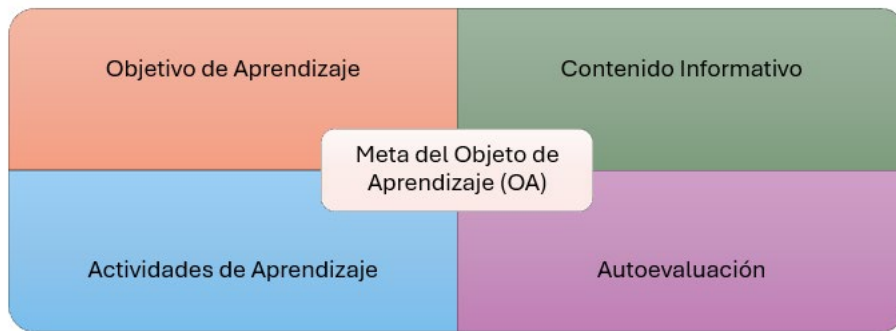 Objetivo de Aprendizaje
Contenido Informativo
Meta del Objeto de
Aprendizaje (OA)
Actividades de Aprendizaje
Autoevaluación